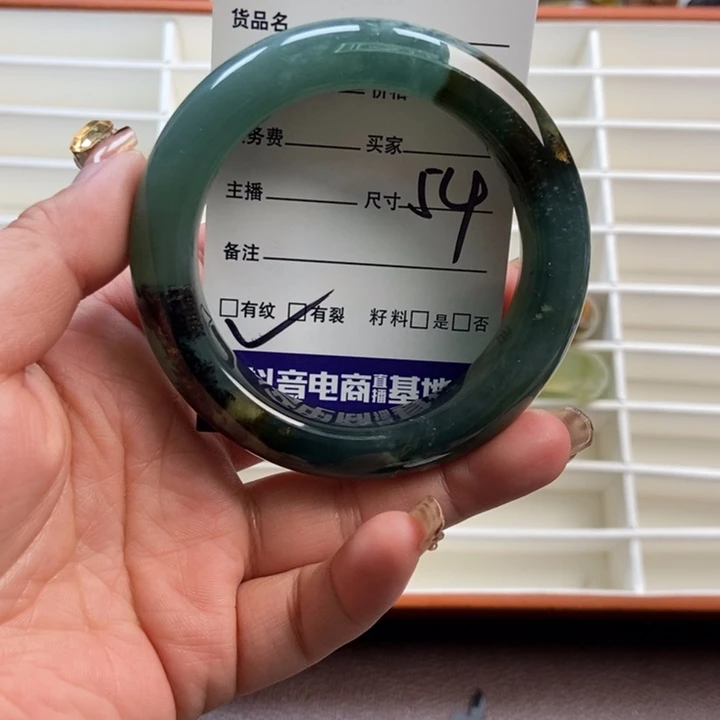 货品名
价格
务费 买家
主播 尺寸 54
备注
☐有纹 ☑有裂 籽料☐是☐否
抖音电商直播基地